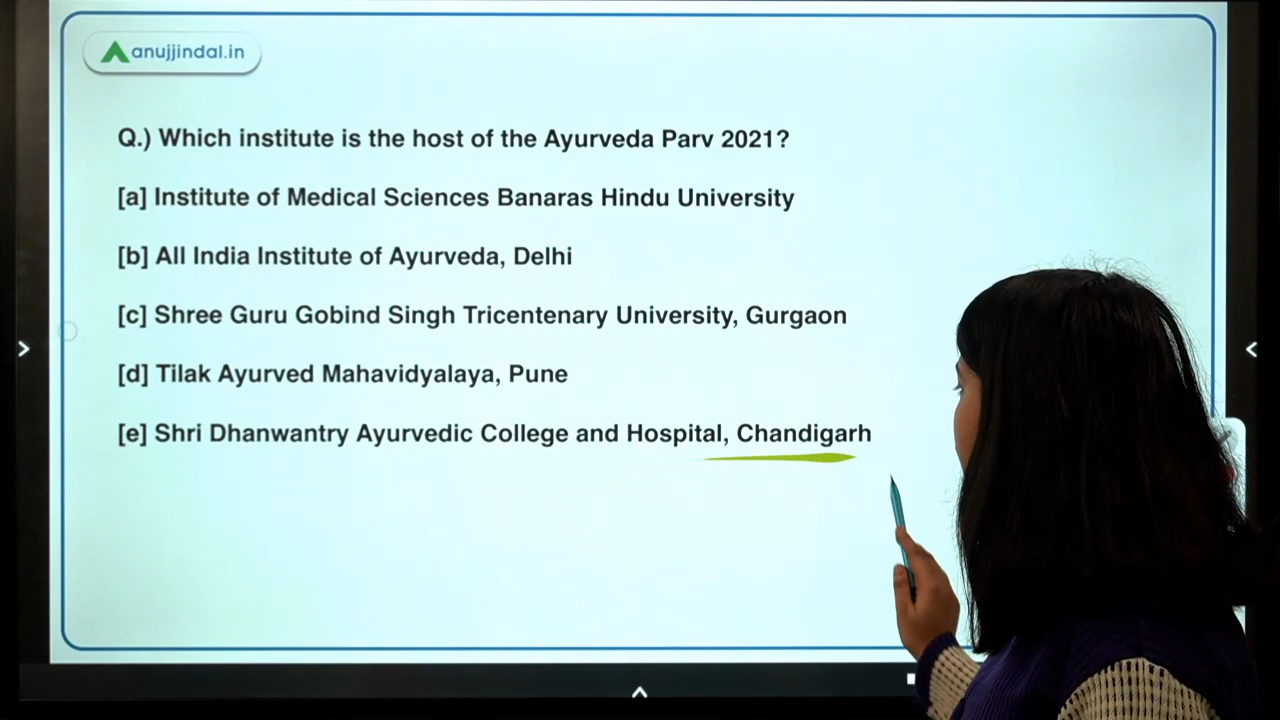 anujjindal.in
Q.) Which institute is the host of the Ayurveda Parv 2021?
[a] Institute of Medical Sciences Banaras Hindu University
[b] All India Institute of Ayurveda, Delhi
[c] Shree Guru Gobind Singh Tricentenary University, Gurgaon
[d] Tilak Ayurved Mahavidyalaya, Pune
[e] Shri Dhanwantry Ayurvedic College and Hospital, Chandigarh